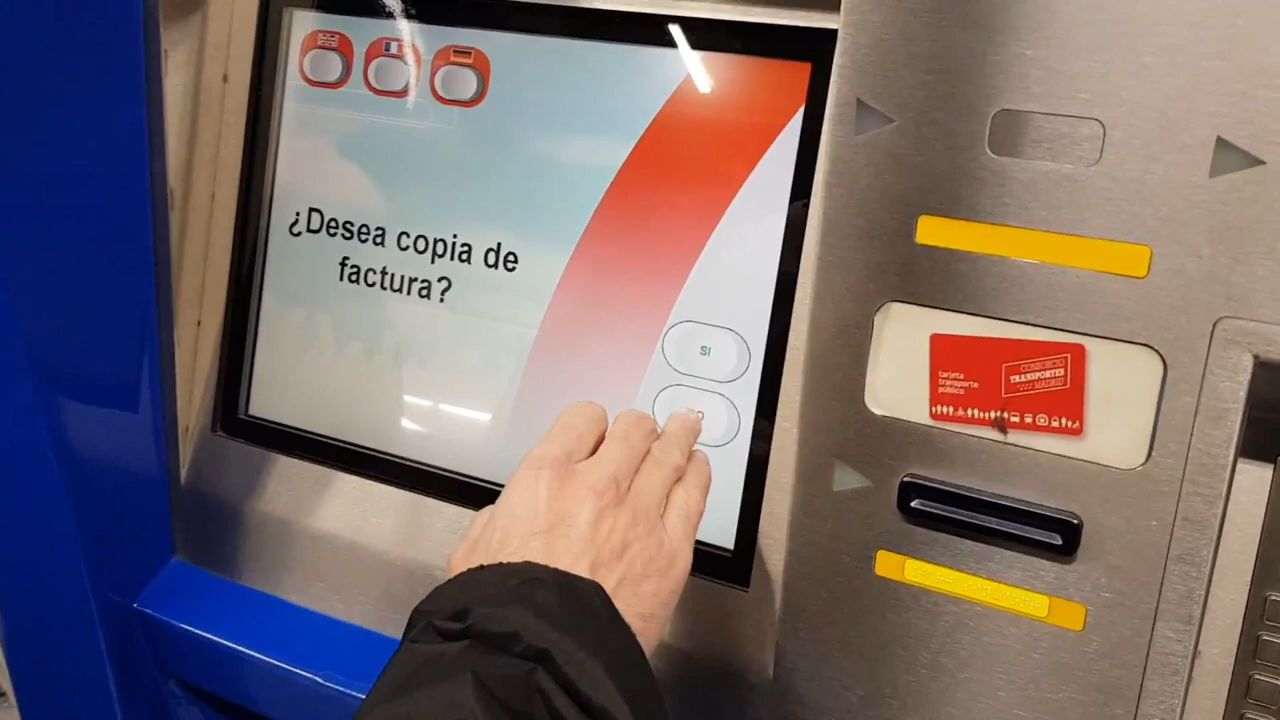 ¿Desea copia de
factura?
SI
tarjeta
transporte
público
CONSORCIO
TRANSPORTES
MADRID